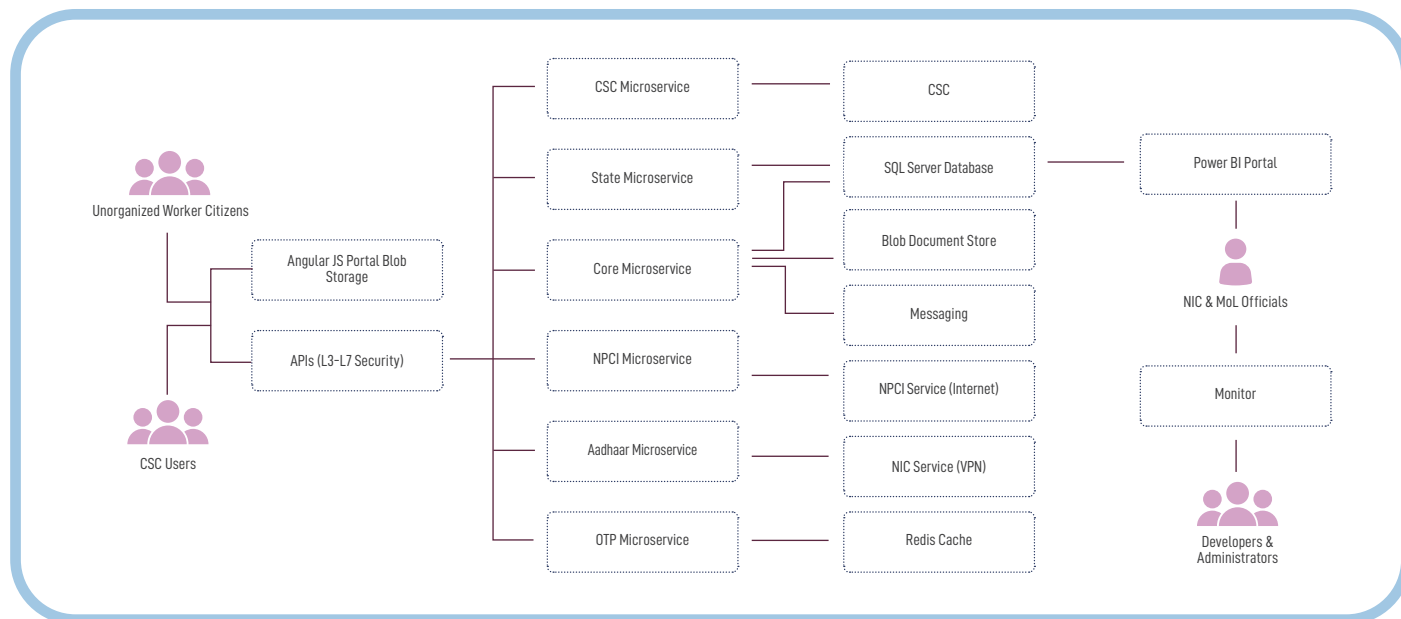 Unorganized Worker Citizens
CSC Users
Angular JS Portal Blob
Storage
APIs (L3-L7 Security)
CSC Microservice
State Microservice
Core Microservice
NPCI Microservice
Aadhaar Microservice
OTP Microservice
CSC
SQL Server Database
Blob Document Store
Messaging
NPCI Service (Internet)
NIC Service (VPN)
Redis Cache
Power BI Portal
NIC & MoL Officials
Monitor
Developers &
Administrators